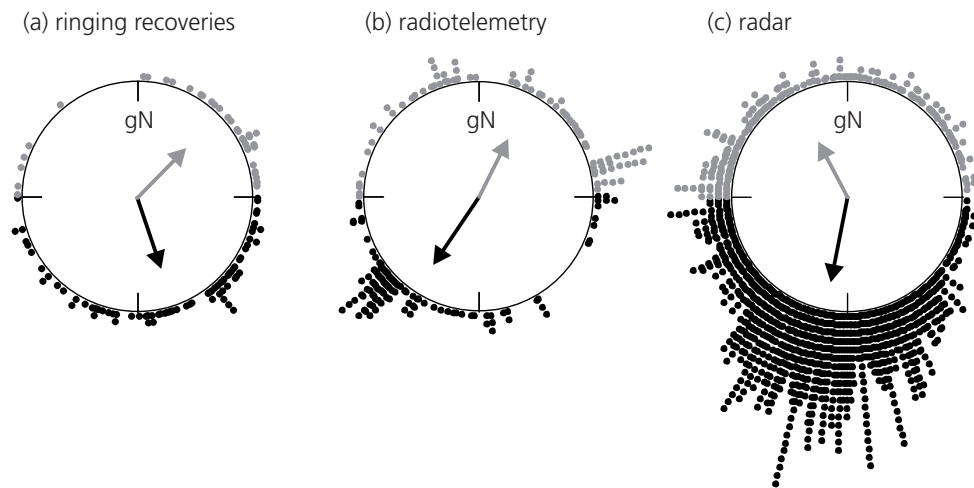 (a) ringing recoveries
(b) radiotelemetry
(c) radar
gN
gN
gN